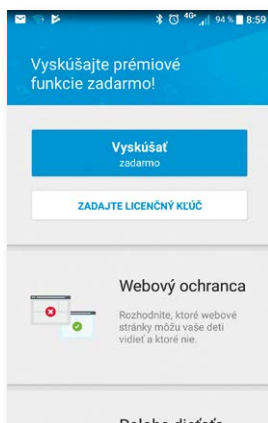 4G+ 94 % 8:59
Vyskúšajte prémiové
funkcie zadarmo!
Vyskúšať
zadarmo
ZADAJTE LICENČNÝ KĽÚČ
Webový ochranca
Rozhodnite, ktoré webové
stránky môžu vaše deti
vidieť a ktoré nie.